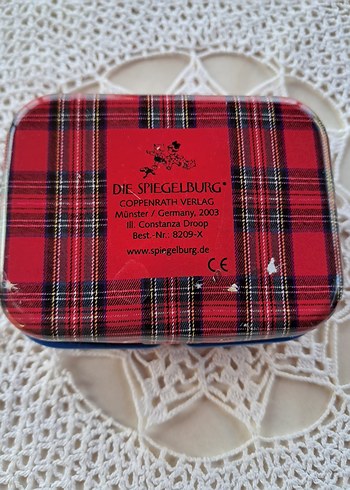 DIE SPIEGELBURG®
COPPENRATH VERLAG
Münster / Germany, 2003
Ill. Constanza Droop
Best.-Nr.: 8209-X
www.spiegelburg.de
CE